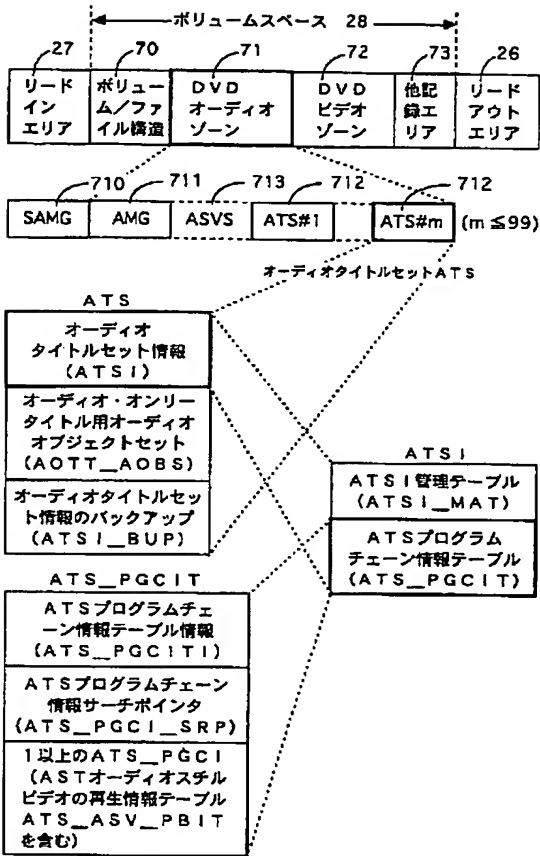 ボリュームスペース 28
27 70 71 72 73 26
リード ボリュー DVD DVD 他記 リード
イン ム/ファ オーディオ ビデオ 録エ アウト
エリア イル構造 ゾーン ゾーン リア エリア
710 711 713 712 712
SAMG AMG ASVS ATS#1 ATS#m (m≦99)
オーディオタイトルセットATS
ATS
オーディオ
タイトルセット情報
(ATSI)
オーディオ・オンリー
タイトル用オーディオ
オブジェクトセット
(AOTT_AOBS)
オーディオタイトルセッ
ト情報のバックアップ
(ATSI_BUP)
ATSI
ATSI管理テーブル
(ATSI_MAT)
ATSプログラム
チェーン情報テーブル
(ATS_PGCIT)
ATS_PGCIT
ATSプログラムチェ
ーン情報テーブル情報
(ATS_PGCITI)
ATSプログラムチェーン
情報サーチポインタ
(ATS_PGCI_SRP)
1以上のATS_PGCI
(ASTオーディオスチル
ビデオの再生情報テーブル
ATS_ASV_PBIT
を含む)